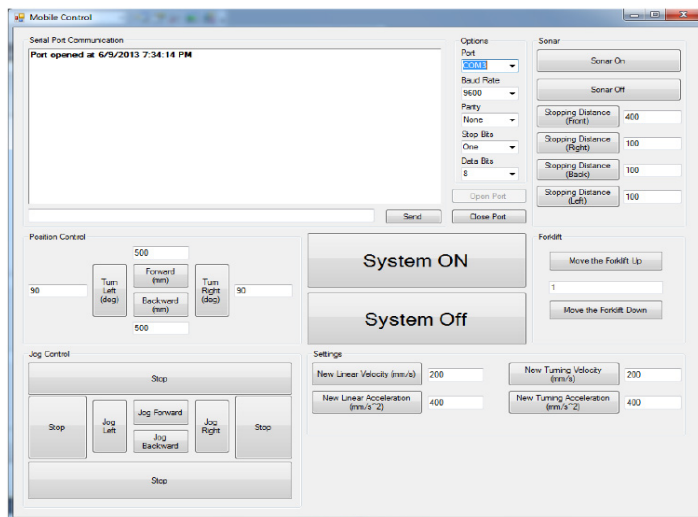 Mobile Control
Serial Port Communication
Port opened at 6/9/2013 7:34:14 PM
Send
Options
Port
COM3
Baud Rate
9600
Parity
None
Stop Bits
One
Data Bits
8
Open Port
Close Port
Sonar
Sonar On
Sonar Off
Stopping Distance
(Front)
400
Stopping Distance
(Right)
100
Stopping Distance
(Back)
100
Stopping Distance
(Left)
100
Position Control
500
90
Turn
Left
(deg)
Forward
(mm)
Backward
(mm)
Turn
Right
(deg)
90
500
System ON
System Off
Forklift
Move the Forklift Up
1
Move the Forklift Down
Jog Control
Stop
Stop
Jog
Left
Jog Forward
Jog
Backward
Jog
Right
Stop
Stop
Settings
New Linear Velocity (mm/s)
200
New Turning Velocity
(mm/s)
200
New Linear Acceleration
(mm/s^2)
400
New Turning Acceleration
(mm/s^2)
400